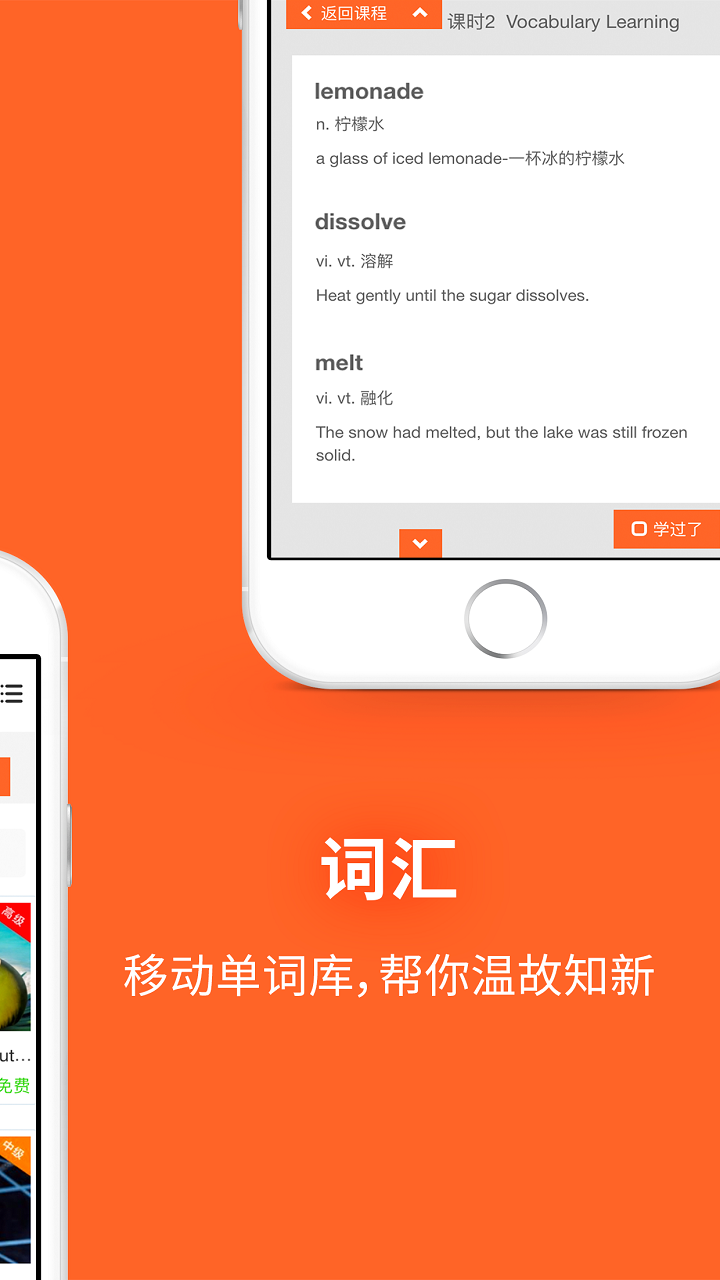 返回课程
课时2 Vocabulary Learning
lemonade
n. 柠檬水
a glass of iced lemonade-一杯冰的柠檬水
dissolve
vi. vt. 溶解
Heat gently until the sugar dissolves.
melt
vi. vt. 融化
The snow had melted, but the lake was still frozen
solid.
学过了
词汇
移动单词库,帮你温故知新
高级
ut...
免费
中级